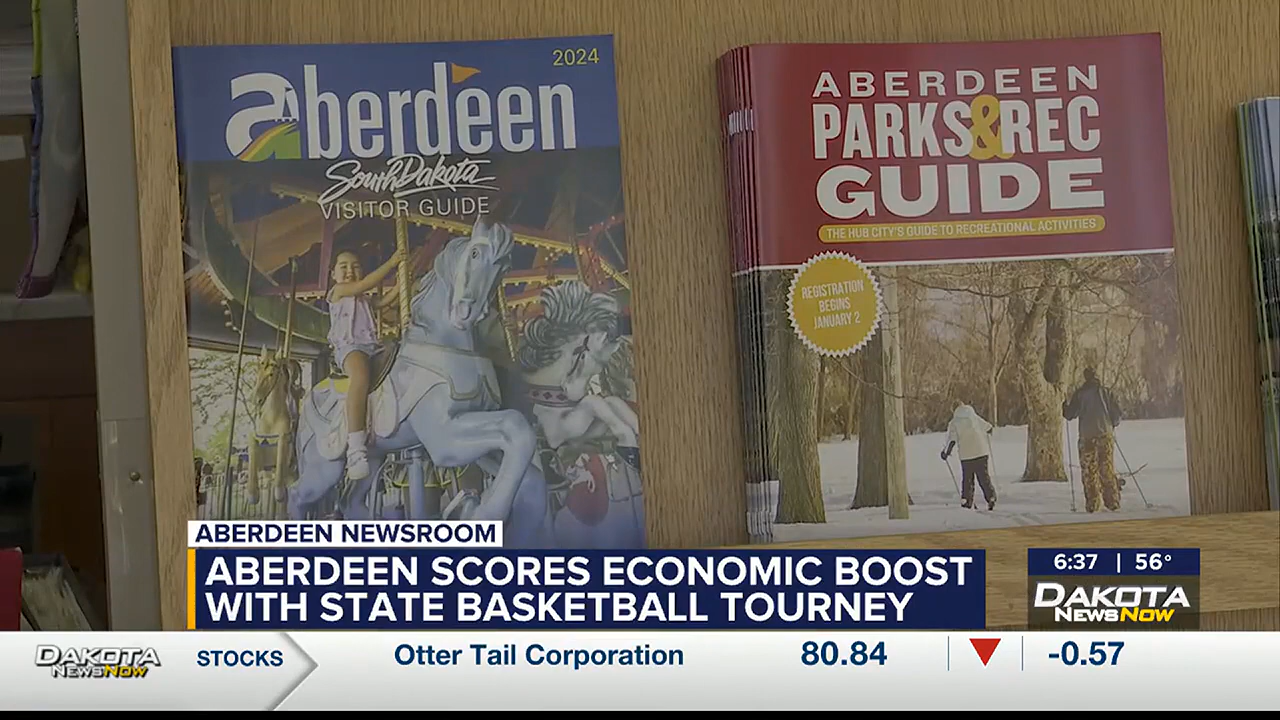 2024
aberdeen
South Dakota
VISITOR GUIDE
ABERDEEN
PARKS&REC
GUIDE
THE HUB CITY'S GUIDE TO RECREATIONAL ACTIVITIES
REGISTRATION
BEGINS
JANUARY 2
ABERDEEN NEWSROOM
ABERDEEN SCORES ECONOMIC BOOST
WITH STATE BASKETBALL TOURNEY
6:37 | 56°
DAKOTA
NEWS NOW
DAKOTA
NEWS NOW
STOCKS
Otter Tail Corporation 80.84 -0.57